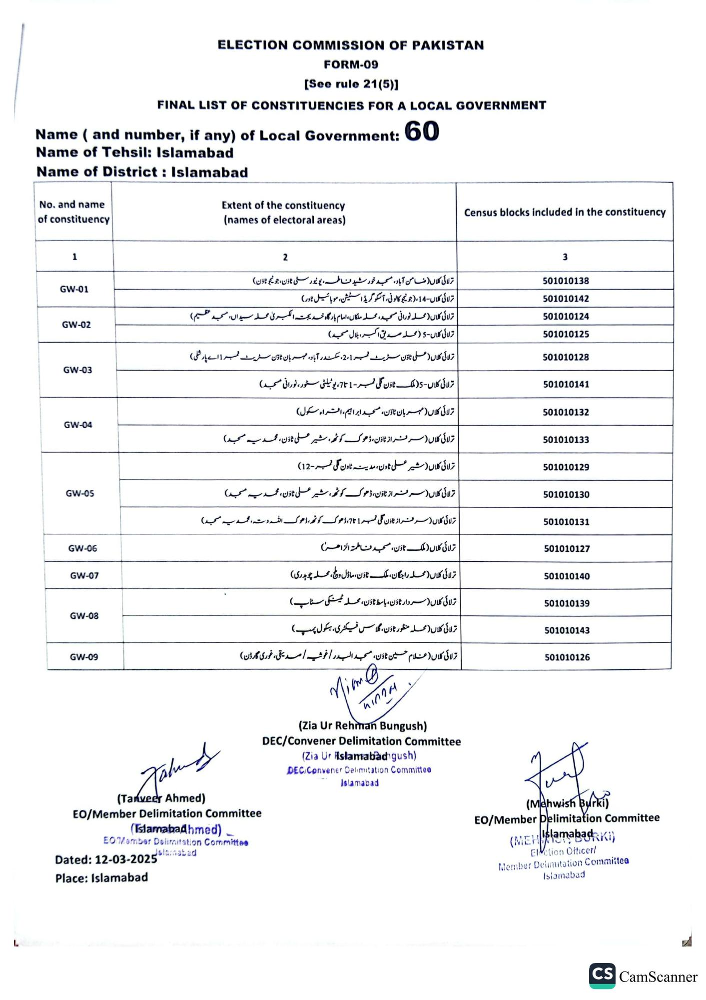 ELECTION COMMISSION OF PAKISTAN
FORM-09
[See rule 21(5)]
FINAL LIST OF CONSTITUENCIES FOR A LOCAL GOVERNMENT
Name ( and number, if any) of Local Government: 60
Name of Tehsil: Islamabad
Name of District : Islamabad
No. and name of constituency
Extent of the constituency (names of electoral areas)
Census blocks included in the constituency
1 2 3
GW-01
ترلائی کلاں(ضامن آباد، مسجد خورشید فاطمہ، یونیورسٹی ٹاؤن، جونیجو ٹاؤن) 501010138
ترلائی کلاں-14،(جونیجو کالونی، آئسکو گریڈ اسٹیشن، موبائیل ٹاور) 501010142
GW-02
ترلائی کلاں(محلہ نورانی مسجد، محلہ ملکاں، امام بارگاہ خدیجتہ الکبریٰ محلہ سیداں، مسجد عظیم) 501010124
ترلائی کلاں-5 (محلہ صدیق اکبر، بلال مسجد) 501010125
GW-03
ترلائی کلاں(علی ٹاؤن سٹریٹ نمبر 1،2، سکندر آباد، مہربان ٹاؤن سٹریٹ نمبر 1اے پارشلی) 501010128
ترلائی کلاں-5(ملک ٹاؤن گلی نمبر-1 تا 7، یوٹیلٹی سٹور، نورانی مسجد) 501010141
GW-04
ترلائی کلاں(مہربان ٹاؤن، مسجد ابراہیم، اقراء سکول) 501010132
ترلائی کلاں(سرفراز ٹاؤن، ڈھوک کوٹھہ، شیر علی ٹاؤن، محمدیہ مسجد) 501010133
GW-05
ترلائی کلاں(شیر علی ٹاون، مدینہ ٹاون گلی نمبر-12) 501010129
ترلائی کلاں(سرفراز ٹاؤن، ڈھوک کوٹھہ، شیر علی ٹاؤن، محمدیہ مسجد) 501010130
ترلائی کلاں(سرفراز ٹاؤن گلی نمبر 1 تا 7، ڈھوک کوٹھہ، ڈھوک اللہ دتہ، محمدیہ مسجد) 501010131
GW-06
ترلائی کلاں(ملک ٹاؤن، مسجد فاطمۃ الزاھرہ) 501010127
GW-07
ترلائی کلاں(محلہ راجگان، ملک ٹاؤن، ماڈل ویلج، محلہ چوہدری) 501010140
GW-08
ترلائی کلاں(سردار ٹاؤن، باسط ٹاؤن، محلہ ٹینکی سٹاپ) 501010139
ترلائی کلاں(محلہ منظور ٹاؤن، گلاس فیکٹری، ہسکول پمپ) 501010143
GW-09
ترلائی کلاں(غلام حسین ٹاؤن، مسجد البدر/غوثیہ/صدیقی، غوری گارڈن) 501010126
(Zia Ur Rehman Bungush)
DEC/Convener Delimitation Committee
Islamabad
(Zia Ur Rehman Bungush)
DEC/Convener Delimitation Committee
Islamabad
(Tanveer Ahmed)
EO/Member Delimitation Committee
Islamabad
(Tanveer Ahmed)
EO/Member Delimitation Committee
Islamabad
(Mehwish Burki)
EO/Member Delimitation Committee
Islamabad
(MEHWISH BURKI)
Election Officer/
Member Delimitation Committee
Islamabad
Dated: 12-03-2025
Place: Islamabad
CS CamScanner